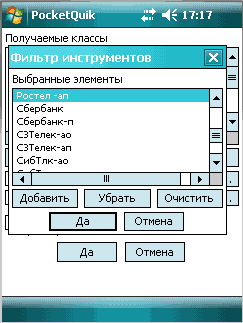 PocketQuik 17:17
Получаемые классы
Фильтр инструментов
Выбранные элементы
Ростел -ап
Сбербанк
Сбербанк-п
СЗТелек-ао
СЗТелек-ап
СибТлк-ао
Добавить Убрать Очистить
Да Отмена
Да Отмена